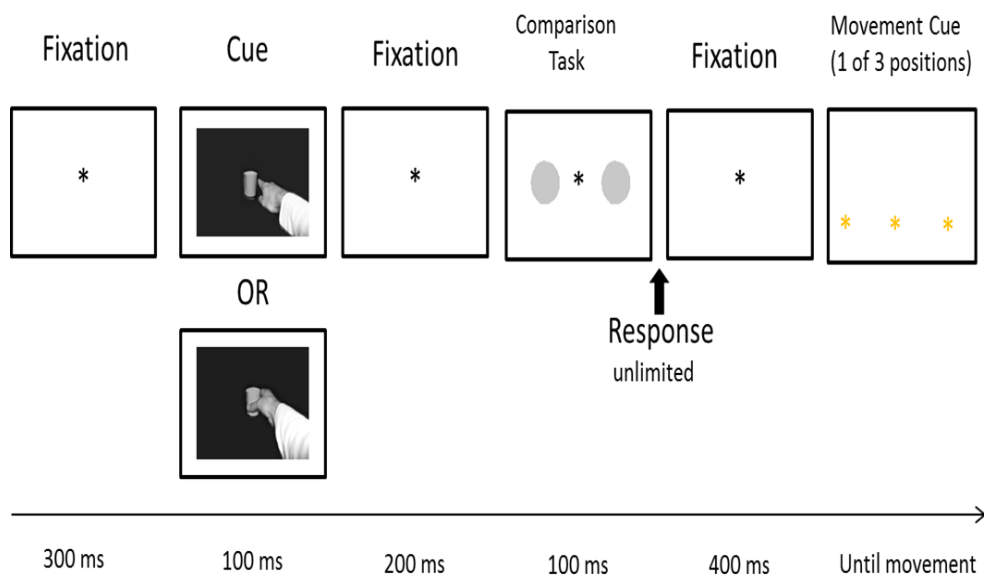 Fixation
Cue
Fixation
Comparison
Task
Fixation
Movement Cue
(1 of 3 positions)
*
*
*
*
* * *
OR
Response
unlimited
300 ms
100 ms
200 ms
100 ms
400 ms
Until movement